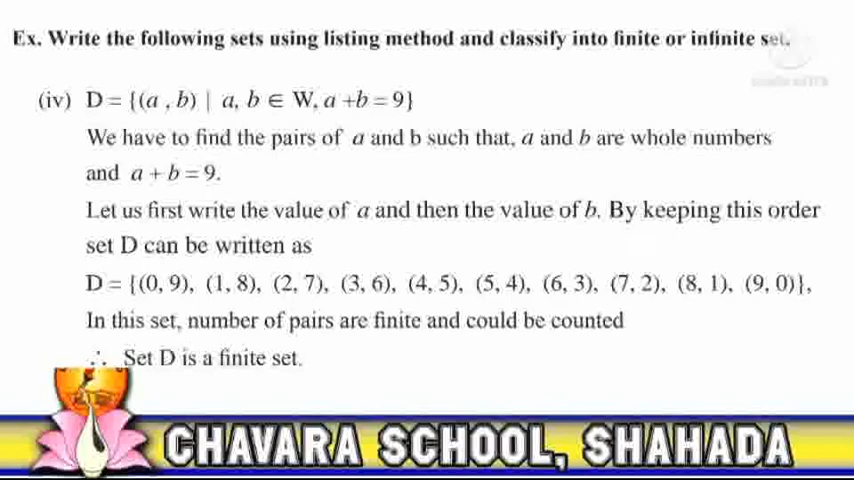 Ex. Write the following sets using listing method and classify into finite or infinite set.
(iv) D = {(a , b) | a, b ∈ W, a +b = 9}
We have to find the pairs of a and b such that, a and b are whole numbers
and a + b = 9.
Let us first write the value of a and then the value of b. By keeping this order
set D can be written as
D = {(0, 9), (1, 8), (2, 7), (3, 6), (4, 5), (5, 4), (6, 3), (7, 2), (8, 1), (9, 0)},
In this set, number of pairs are finite and could be counted
∴ Set D is a finite set.
CHAVARA SCHOOL, SHAHADA